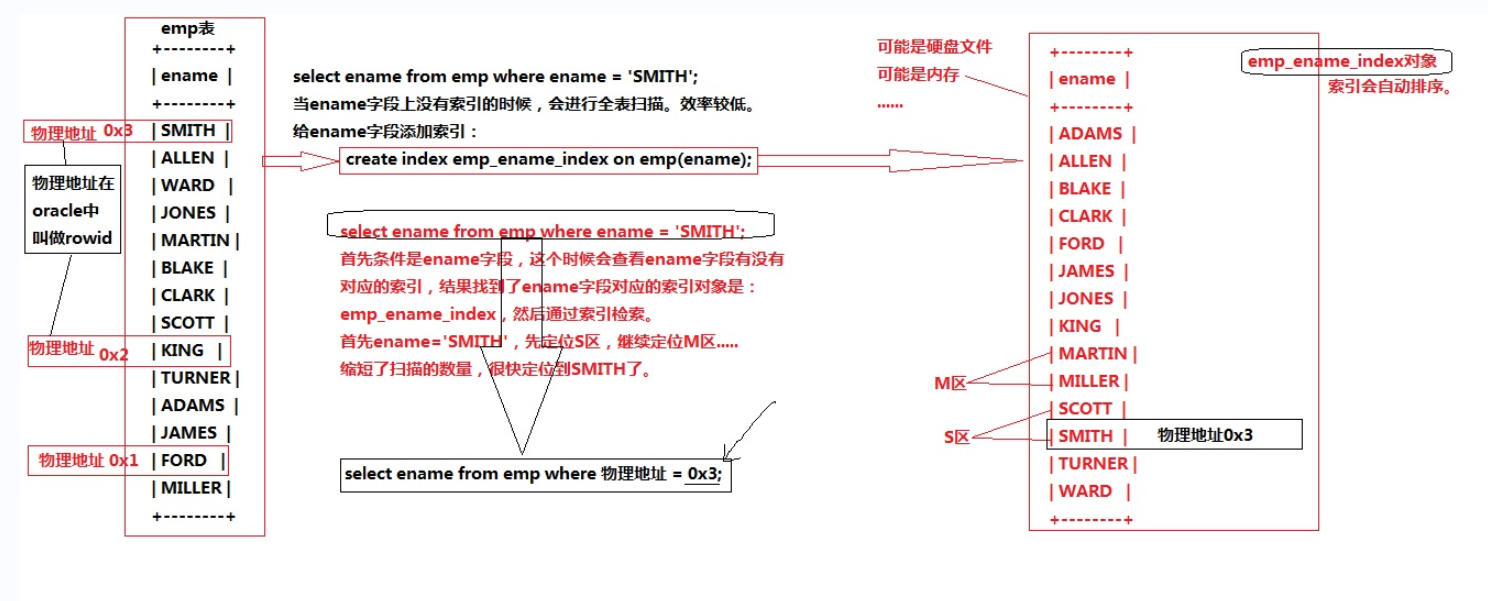 emp表
+--------+
| ename |
+--------+
| SMITH |
| ALLEN |
| WARD |
| JONES |
| MARTIN |
| BLAKE |
| CLARK |
| SCOTT |
| KING |
| TURNER|
| ADAMS |
| JAMES |
| FORD |
| MILLER|
+--------+
物理地址 0x3
物理地址在
oracle中
叫做rowid
物理地址 0x2
物理地址 0x1
select ename from emp where ename = 'SMITH';
当ename字段上没有索引的时候，会进行全表扫描。效率较低。
给ename字段添加索引：
create index emp_ename_index on emp(ename);
select ename from emp where ename = 'SMITH';
首先条件是ename字段，这个时候会查看ename字段有没有
对应的索引，结果找到了ename字段对应的索引对象是：
emp_ename_index，然后通过索引检索。
首先ename='SMITH'，先定位S区，继续定位M区.....
缩短了扫描的数量，很快定位到SMITH了。
select ename from emp where 物理地址 = 0x3;
可能是硬盘文件
可能是内存
......
+--------+
| ename |
+--------+
| ADAMS |
| ALLEN |
| BLAKE |
| CLARK |
| FORD |
| JAMES |
| JONES |
| KING |
| MARTIN |
| MILLER|
| SCOTT |
| SMITH | 物理地址0x3
| TURNER|
| WARD |
+--------+
M区
S区
emp_ename_index对象
索引会自动排序。